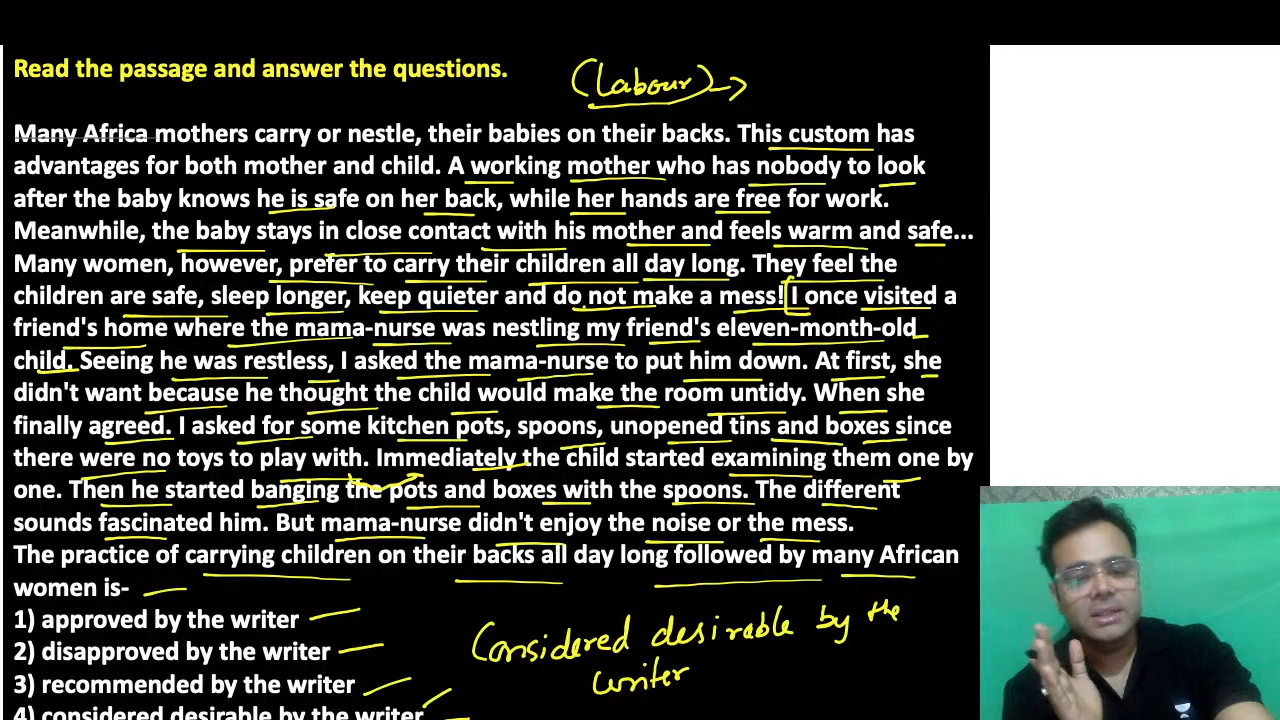 Read the passage and answer the questions.
(Labour)
Many Africa mothers carry or nestle, their babies on their backs. This custom has
advantages for both mother and child. A working mother who has nobody to look
after the baby knows he is safe on her back, while her hands are free for work.
Meanwhile, the baby stays in close contact with his mother and feels warm and safe...
Many women, however, prefer to carry their children all day long. They feel the
children are safe, sleep longer, keep quieter and do not make a mess! I once visited a
friend's home where the mama-nurse was nestling my friend's eleven-month-old
child. Seeing he was restless, I asked the mama-nurse to put him down. At first, she
didn't want because he thought the child would make the room untidy. When she
finally agreed. I asked for some kitchen pots, spoons, unopened tins and boxes since
there were no toys to play with. Immediately the child started examining them one by
one. Then he started banging the pots and boxes with the spoons. The different
sounds fascinated him. But mama-nurse didn't enjoy the noise or the mess.
The practice of carrying children on their backs all day long followed by many African
women is-
1) approved by the writer
2) disapproved by the writer
3) recommended by the writer
4) considered desirable by the writer
Considered desirable by the
writer